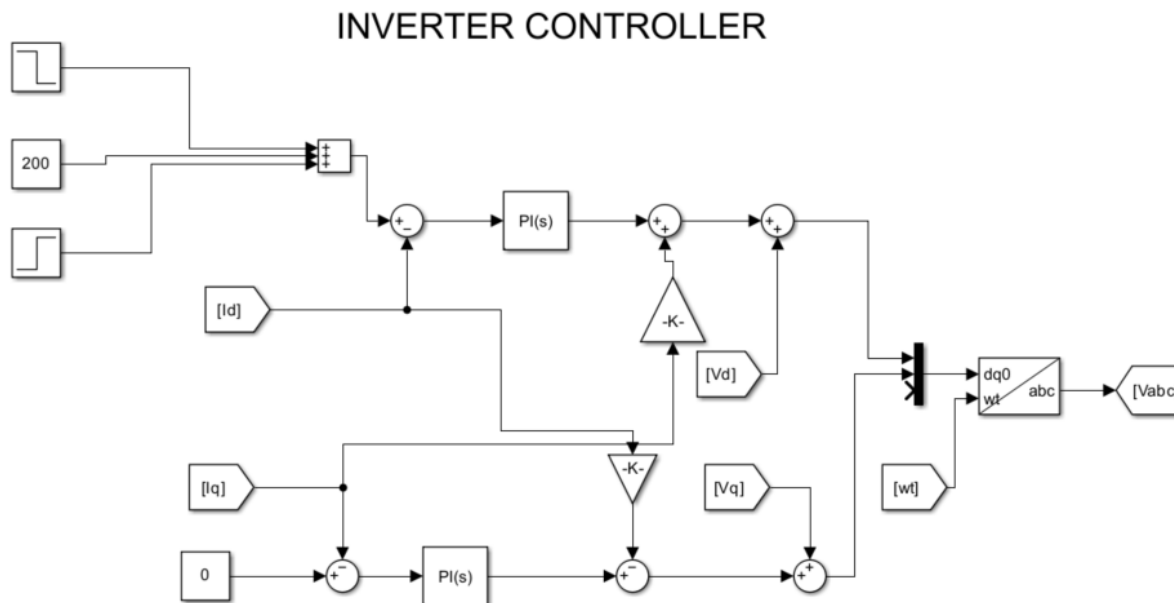 INVERTER CONTROLLER
200
+
+
+
+
−
PI(s)
+
+
+
+
[Id]
-K-
[Vd]
dq0
wt
abc
[Vabc
[Iq]
-K-
[Vq]
[wt]
0
+
−
PI(s)
+
−
+
+